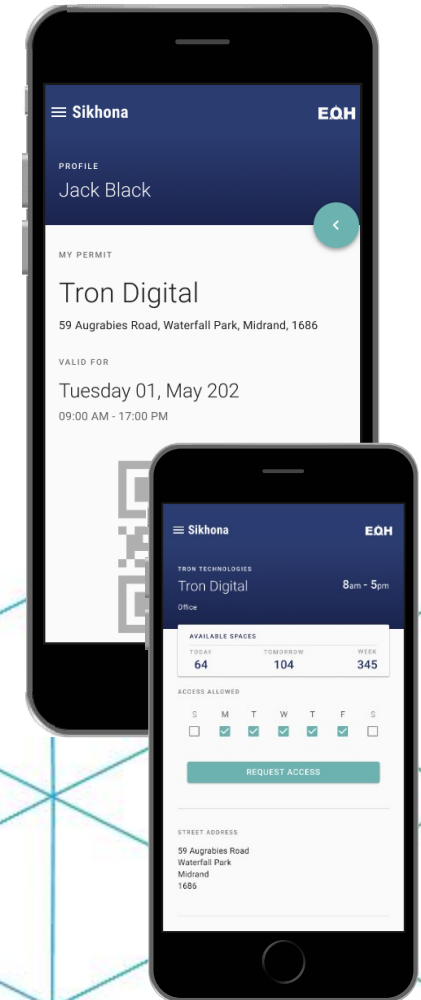 Sikhona
EOH
PROFILE
Jack Black
MY PERMIT
Tron Digital
59 Augrabies Road, Waterfall Park, Midrand, 1686
VALID FOR
Tuesday 01, May 202
09:00 AM - 17:00 PM
Sikhona
EOH
TRON TECHNOLOGIES
Tron Digital
8am - 5pm
Office
AVAILABLE SPACES
TODAY TOMORROW WEEK
64 104 345
ACCESS ALLOWED
S M T W T F S
REQUEST ACCESS
STREET ADDRESS
59 Augrabies Road
Waterfall Park
Midrand
1686